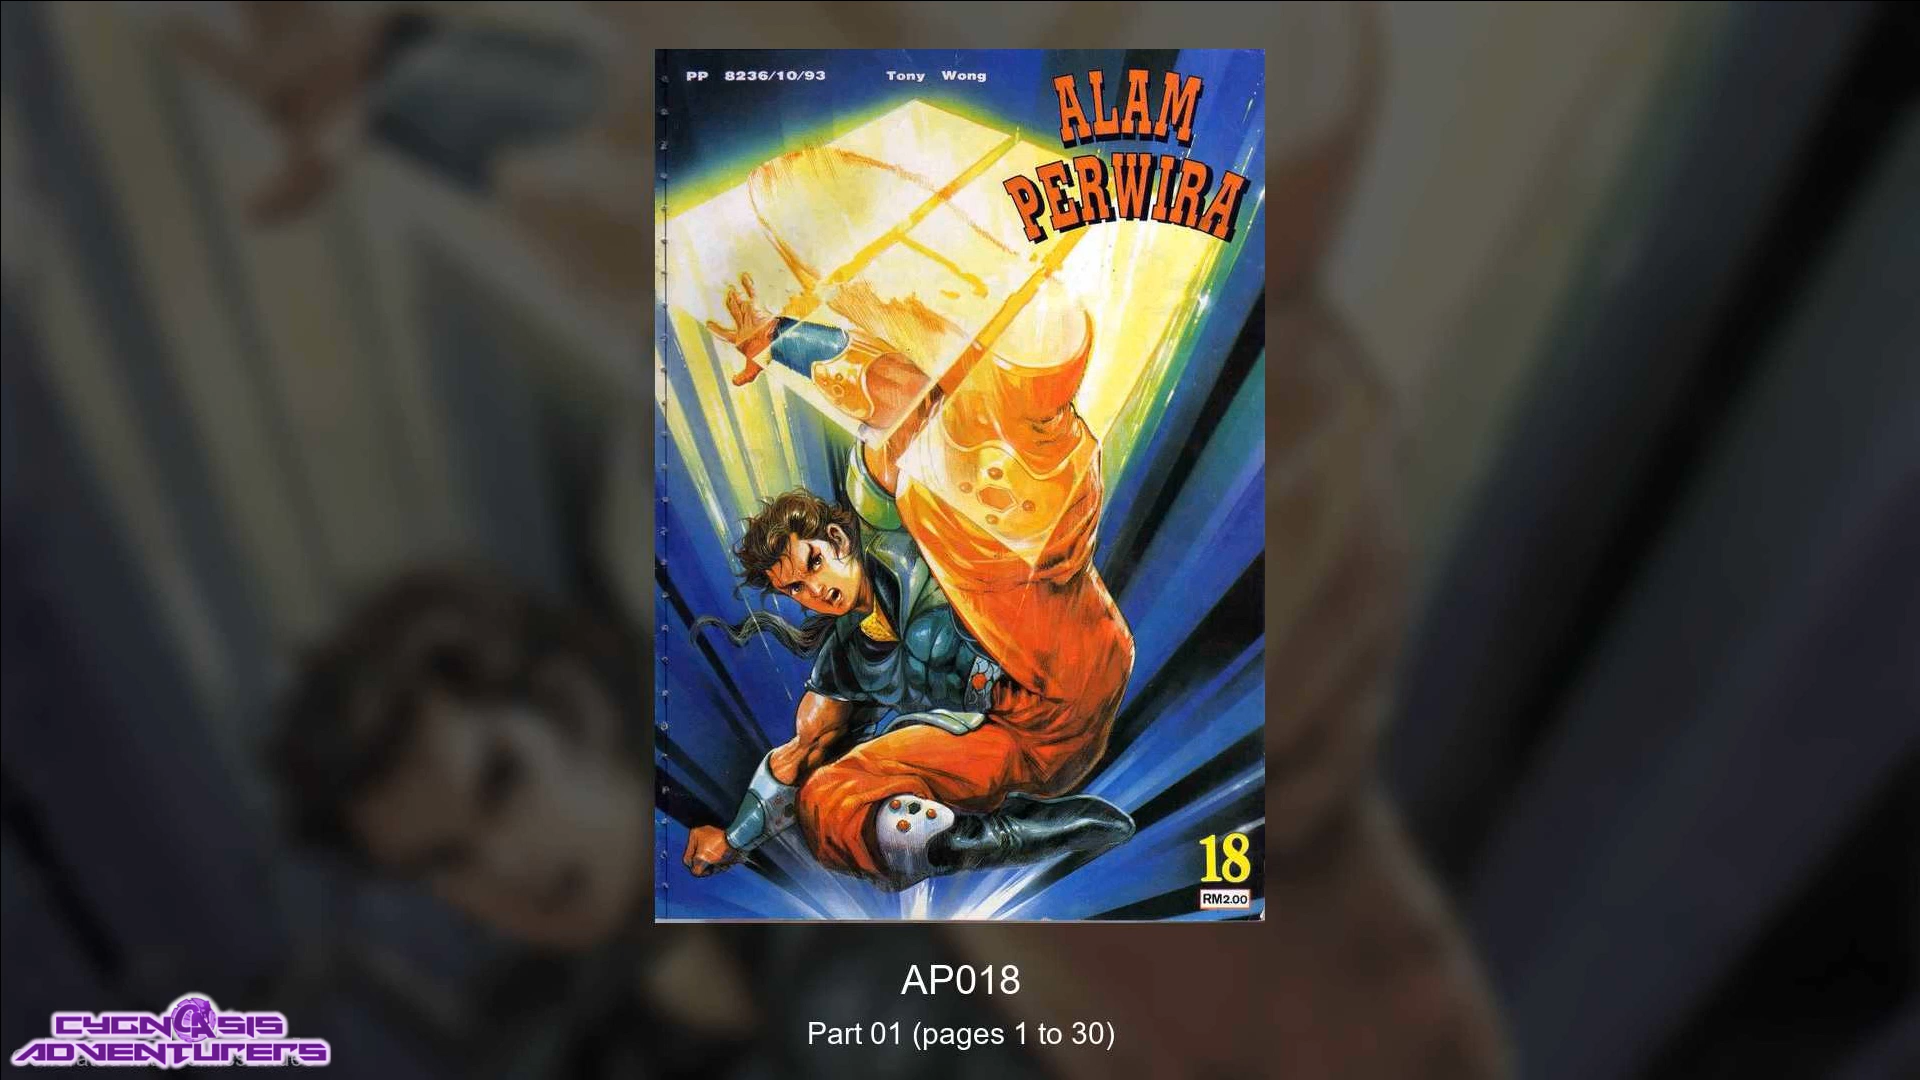 PP 8236/10/93 Tony Wong
ALAM
PERWIRA
18
RM2.00
AP018
Part 01 (pages 1 to 30)
CYGNASIS
ADVENTURERS